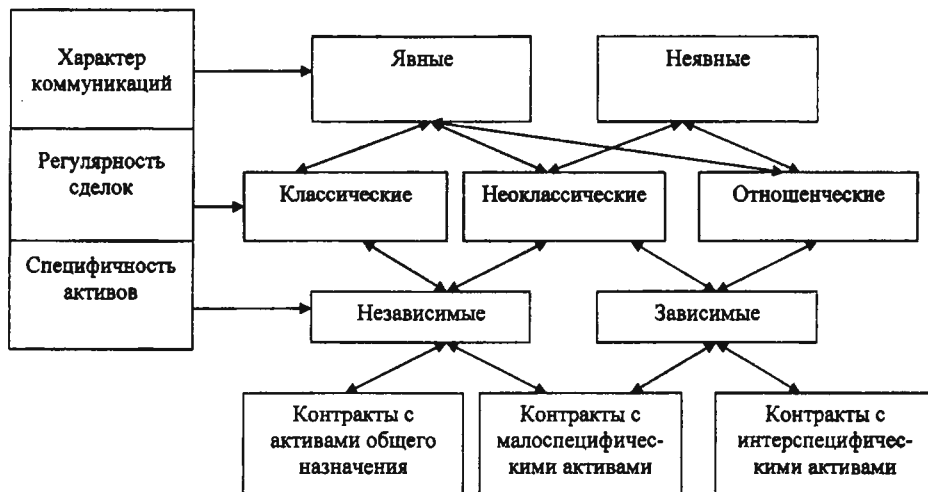 Характер
коммуникаций
Явные
Неявные
Регулярность
сделок
Классические
Неоклассические
Отношенческие
Специфичность
активов
Независимые
Зависимые
Контракты с
активами общего
назначения
Контракты с
малоспецифичес-
кими активами
Контракты с
интерспецифичес-
кими активами